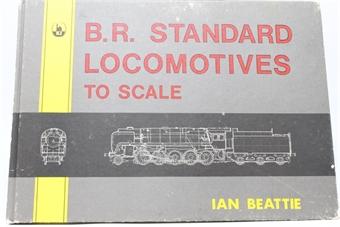 B.R. STANDARD
LOCOMOTIVES
TO SCALE
IAN BEATTIE